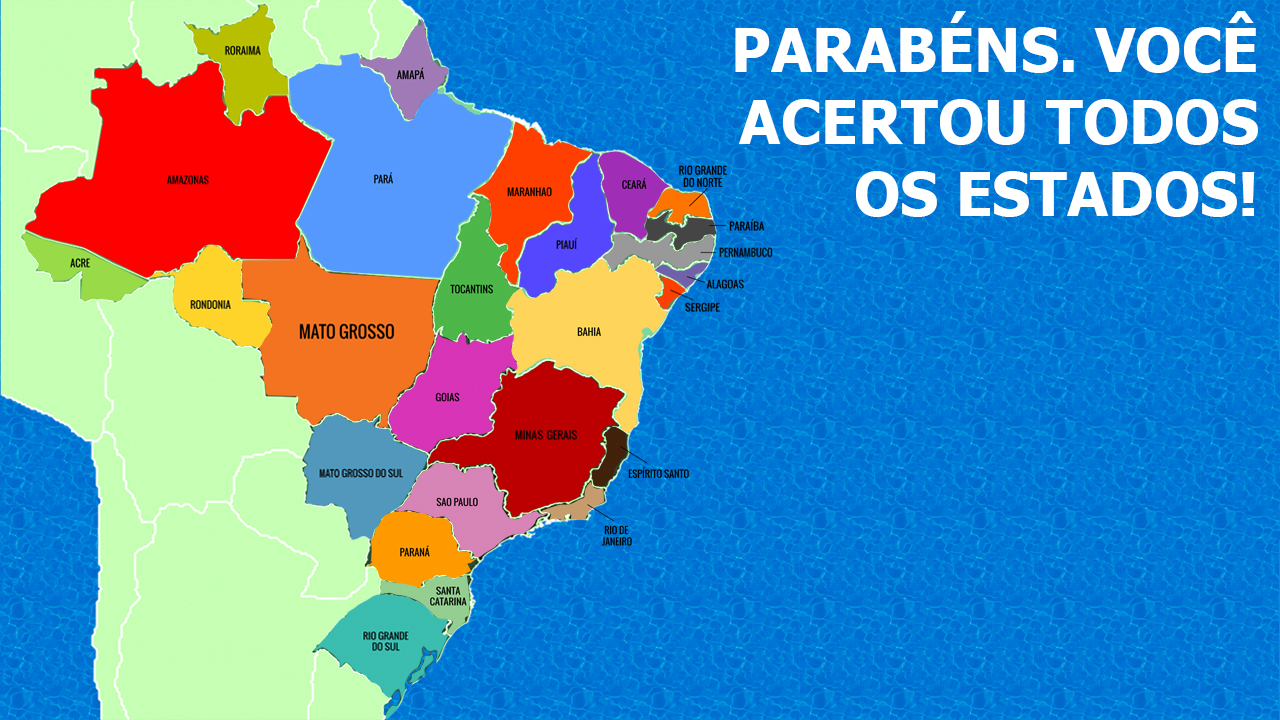 PARABÉNS. VOCÊ
ACERTOU TODOS
OS ESTADOS!
RORAIMA
AMAPÁ
AMAZONAS
PARÁ
MARANHAO
CEARÁ
RIO GRANDE
DO NORTE
PARAÍBA
PIAUÍ
PERNAMBUCO
ACRE
TOCANTINS
ALAGOAS
RONDONIA
SERGIPE
MATO GROSSO
BAHIA
GOIAS
MINAS GERAIS
MATO GROSSO DO SUL
ESPÍRITO SANTO
SAO PAULO
RIO DE
JANEIRO
PARANÁ
SANTA
CATARINA
RIO GRANDE
DO SUL